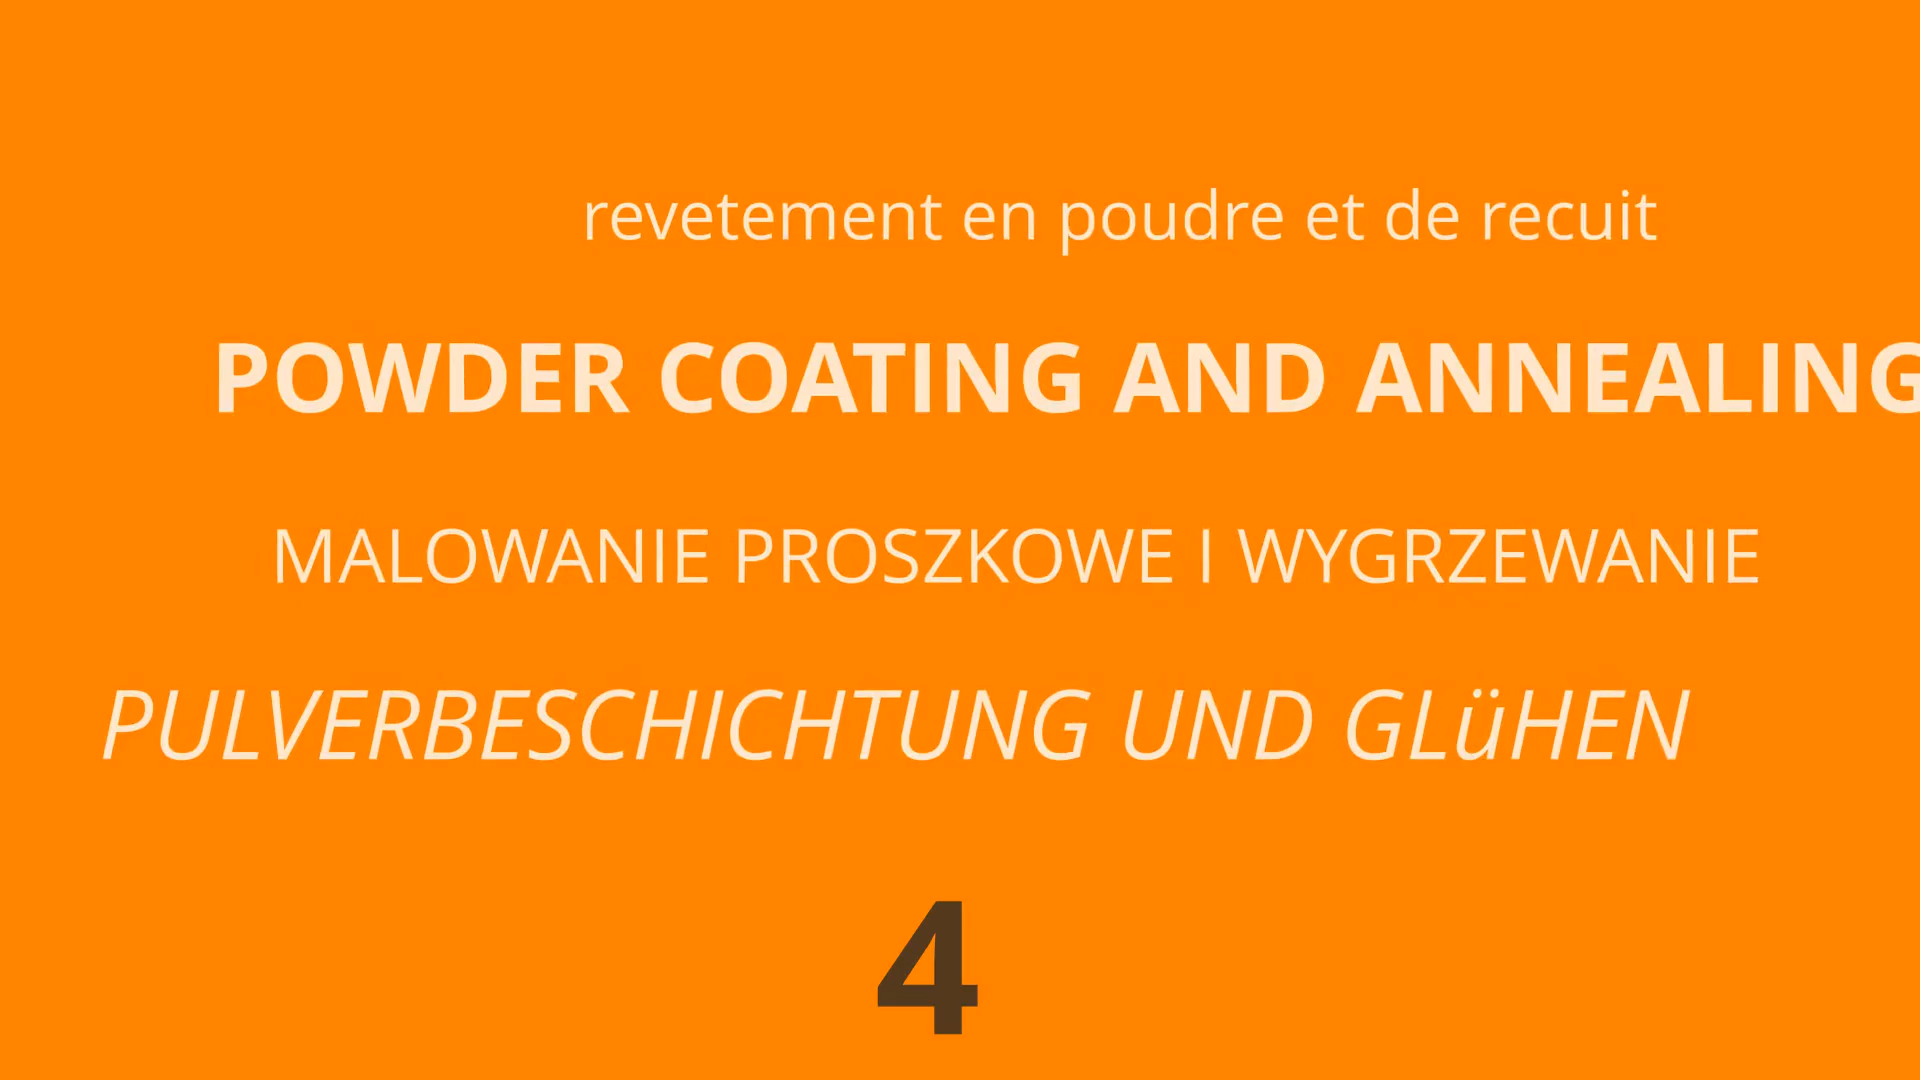 revetement en poudre et de recuit
POWDER COATING AND ANNEALING
MALOWANIE PROSZKOWE I WYGRZEWANIE
PULVERBESCHICHTUNG UND GLüHEN
4